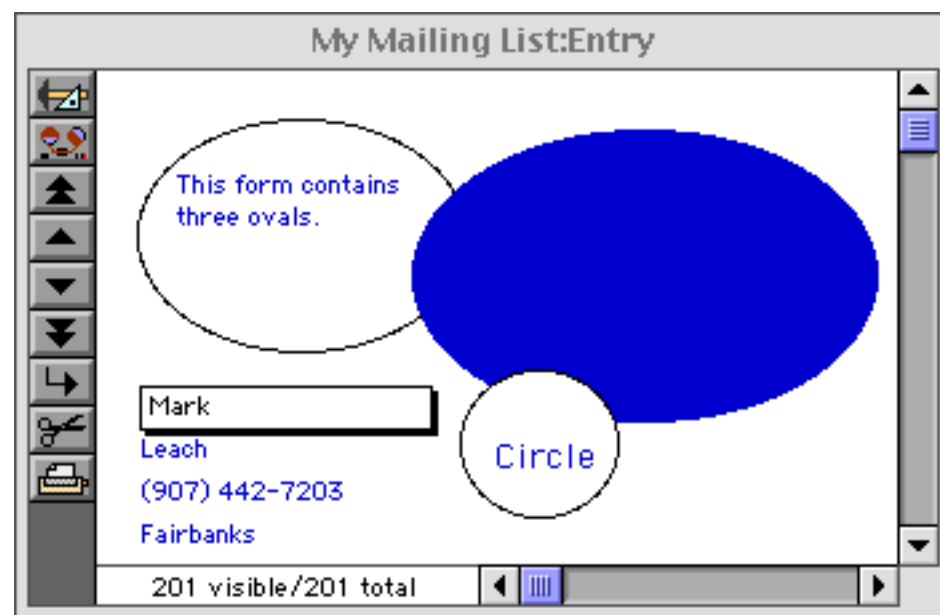 My Mailing List:Entry
This form contains
three ovals.
Mark
Leach
(907) 442-7203
Fairbanks
Circle
201 visible/201 total